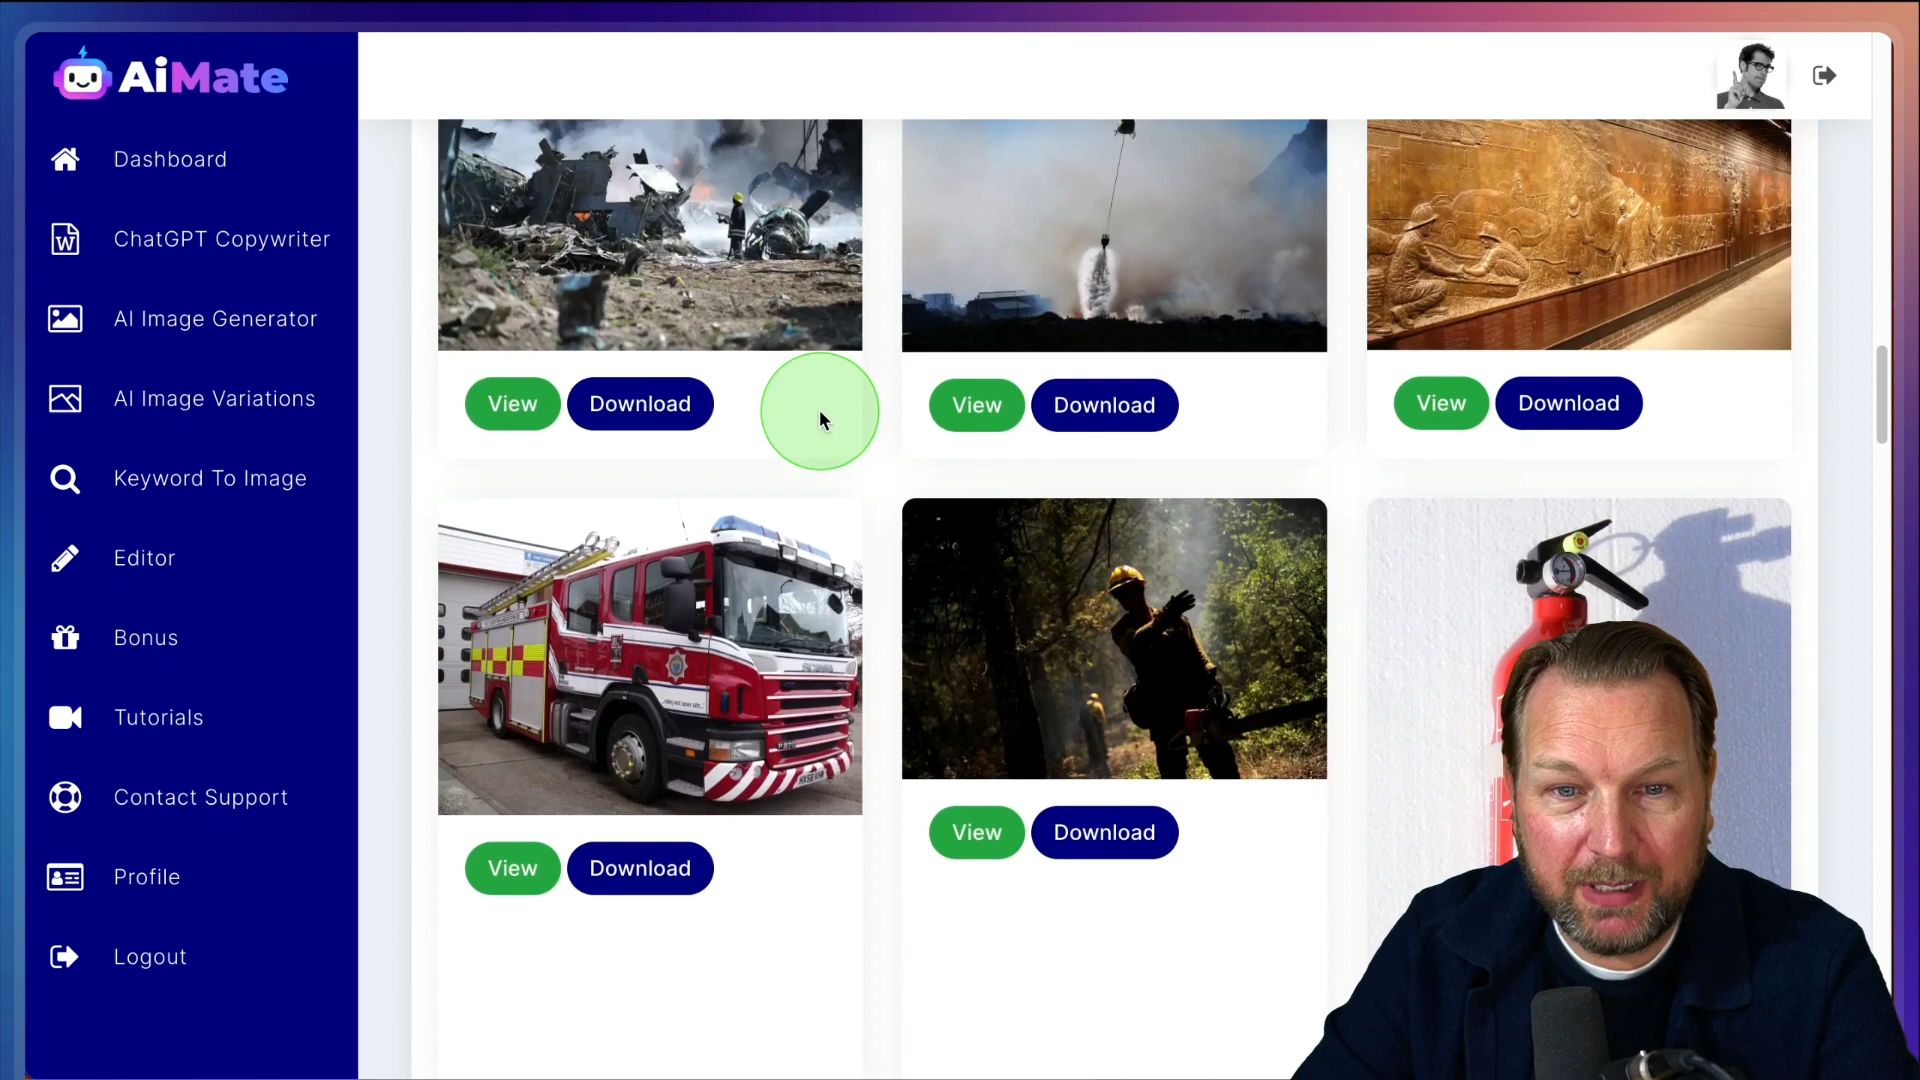 AiMate
Dashboard
ChatGPT Copywriter
AI Image Generator
AI Image Variations
Keyword To Image
Editor
Bonus
Tutorials
Contact Support
Profile
Logout
View Download
View Download
View Download
SCANIA
View Download
View Download